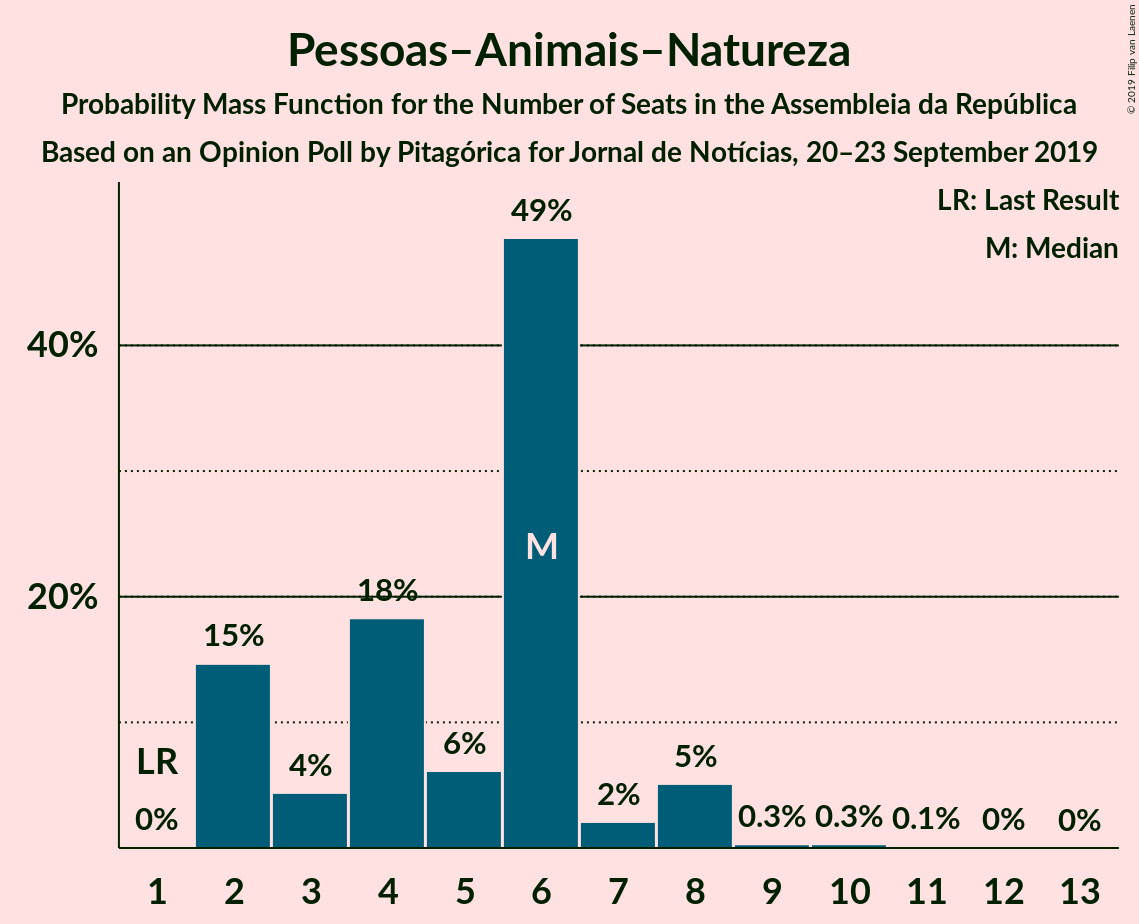 Pessoas–Animais–Natureza
Probability Mass Function for the Number of Seats in the Assembleia da República
Based on an Opinion Poll by Pitagórica for Jornal de Notícias, 20–23 September 2019
© 2019 Filip van Laenen
LR: Last Result
M: Median
49%
40%
M
20%
18%
15%
LR
0%
4%
6%
2%
5%
0.3%
0.3%
0.1%
0%
0%
1 2 3 4 5 6 7 8 9 10 11 12 13